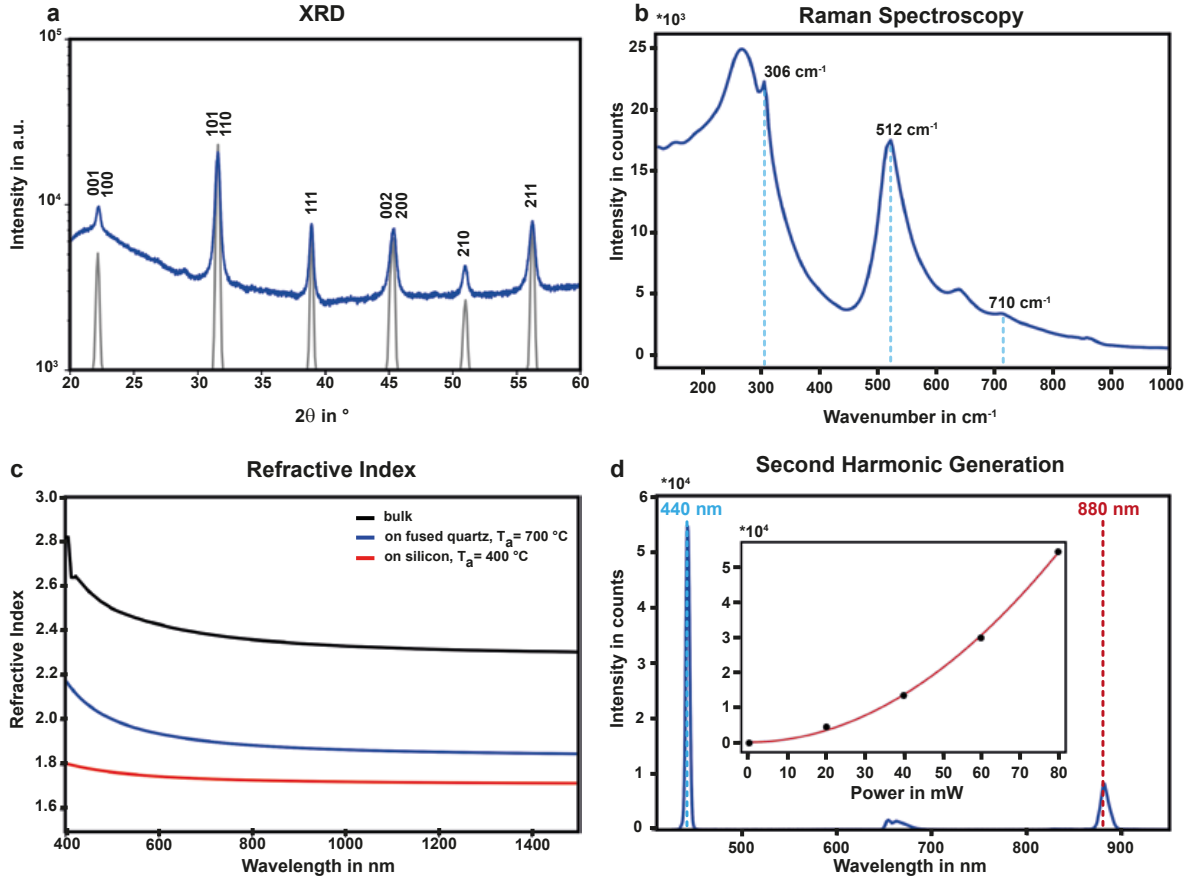 a
XRD
Intensity in a.u.
10⁵
10⁴
10³
001
100
101
110
111
002
200
210
211
20 25 30 35 40 45 50 55 60
2θ in °
b
Raman Spectroscopy
*10³
Intensity in counts
25
20
15
10
5
0
306 cm⁻¹
512 cm⁻¹
710 cm⁻¹
200 300 400 500 600 700 800 900 1000
Wavenumber in cm⁻¹
c
Refractive Index
Refractive Index
3.0
2.8
2.6
2.4
2.2
2.0
1.8
1.6
bulk
on fused quartz, Tₐ= 700 °C
on silicon, Tₐ= 400 °C
400 600 800 1000 1200 1400
Wavelength in nm
d
Second Harmonic Generation
*10⁴
Intensity in counts
6
5
4
3
2
1
0
440 nm
880 nm
*10⁴
5
4
3
2
1
0
0 10 20 30 40 50 60 70 80
Power in mW
500 600 700 800 900
Wavelength in nm